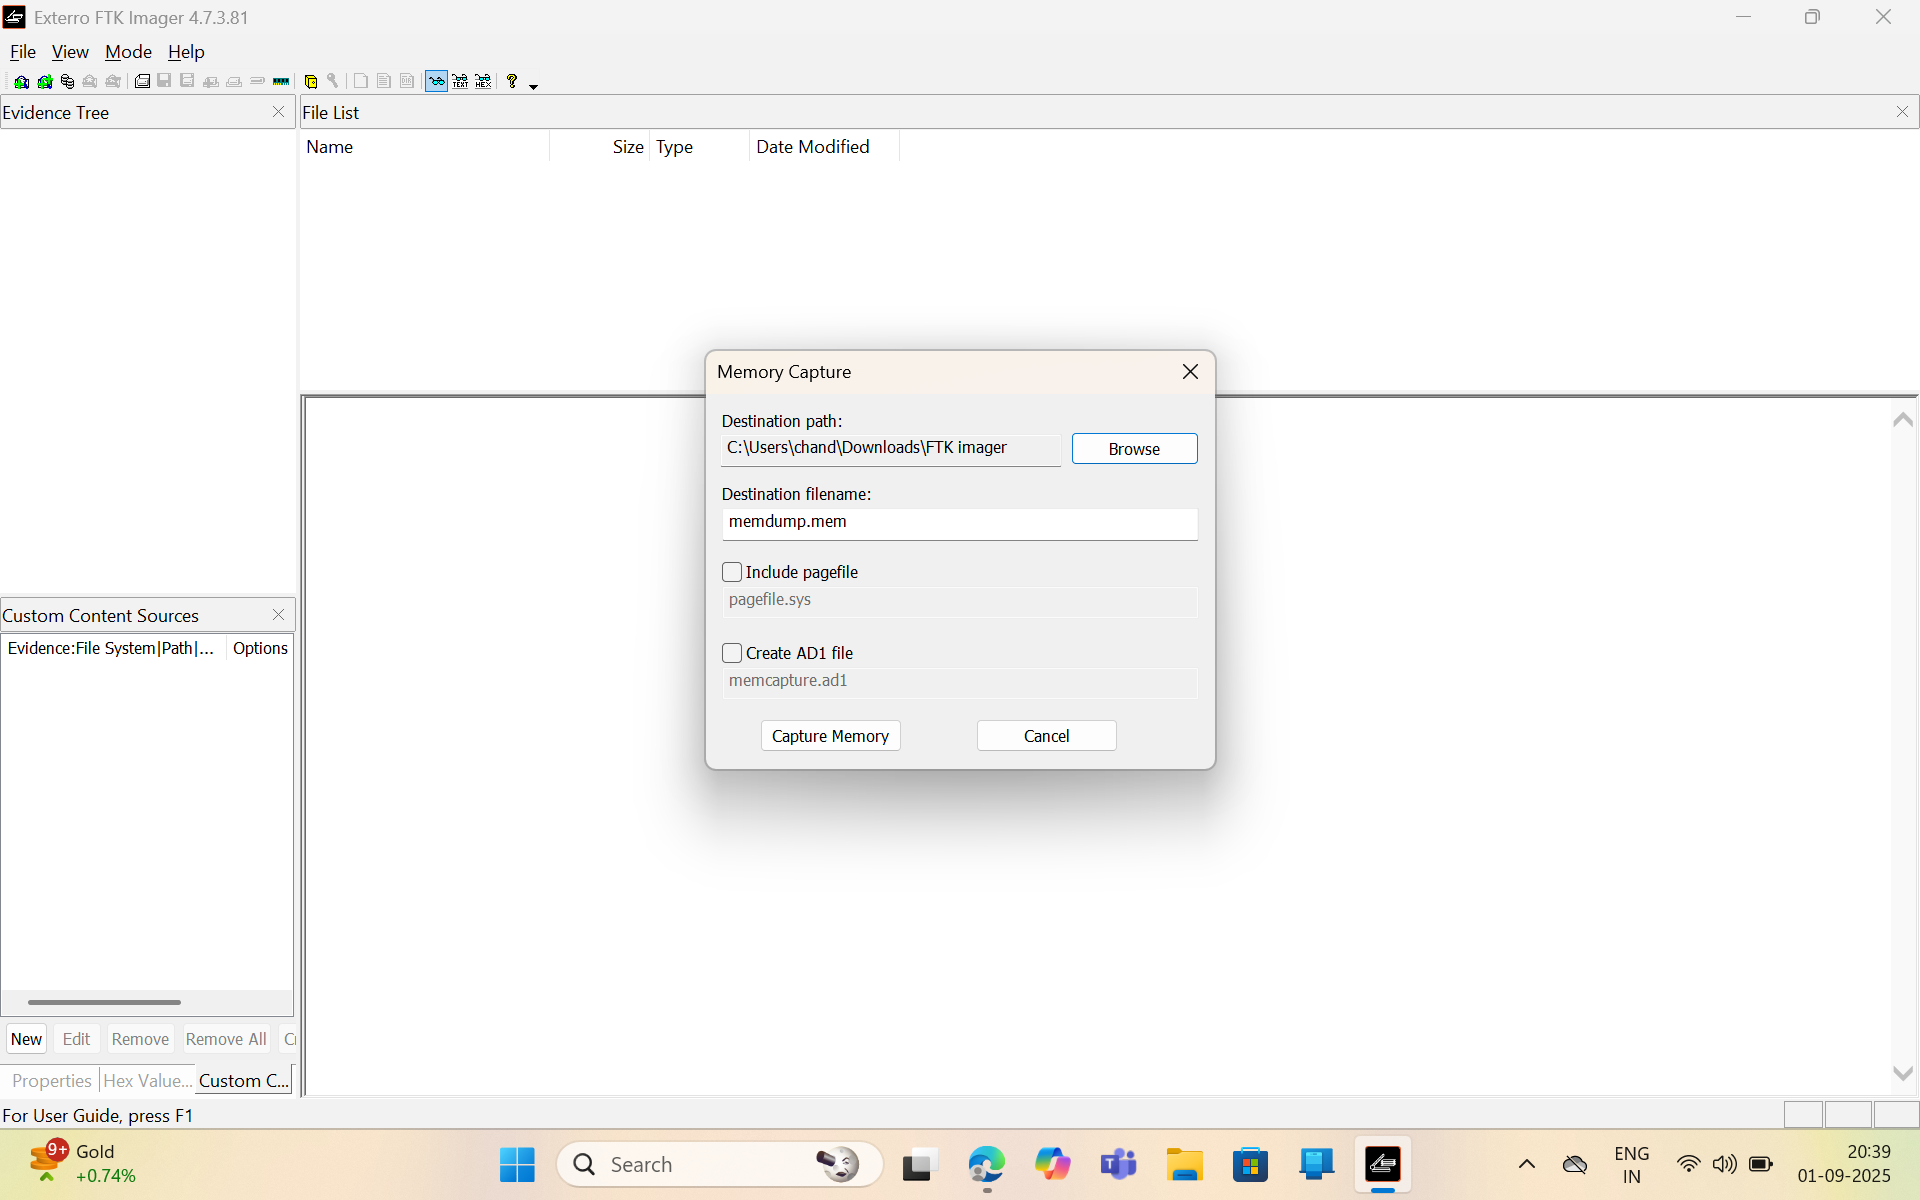 Exterro FTK Imager 4.7.3.81
File View Mode Help
TEXT HEX
Evidence Tree
File List
Name Size Type Date Modified
Memory Capture
Destination path:
C:\Users\chand\Downloads\FTK imager
Browse
Destination filename:
memdump.mem
Include pagefile
pagefile.sys
Create AD1 file
memcapture.ad1
Capture Memory Cancel
Custom Content Sources
Evidence:File System|Path|... Options
New Edit Remove Remove All
Properties Hex Value... Custom C...
For User Guide, press F1
9+ Gold
+0.74%
Search
ENG
IN
20:39
01-09-2025